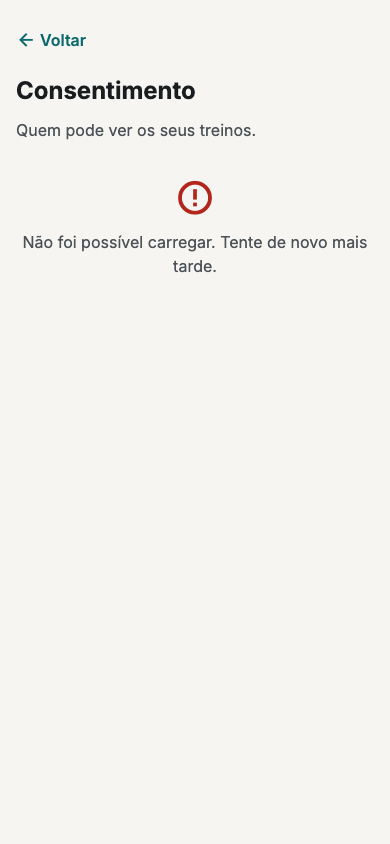 Voltar
Consentimento
Quem pode ver os seus treinos.
Não foi possível carregar. Tente de novo mais
tarde.